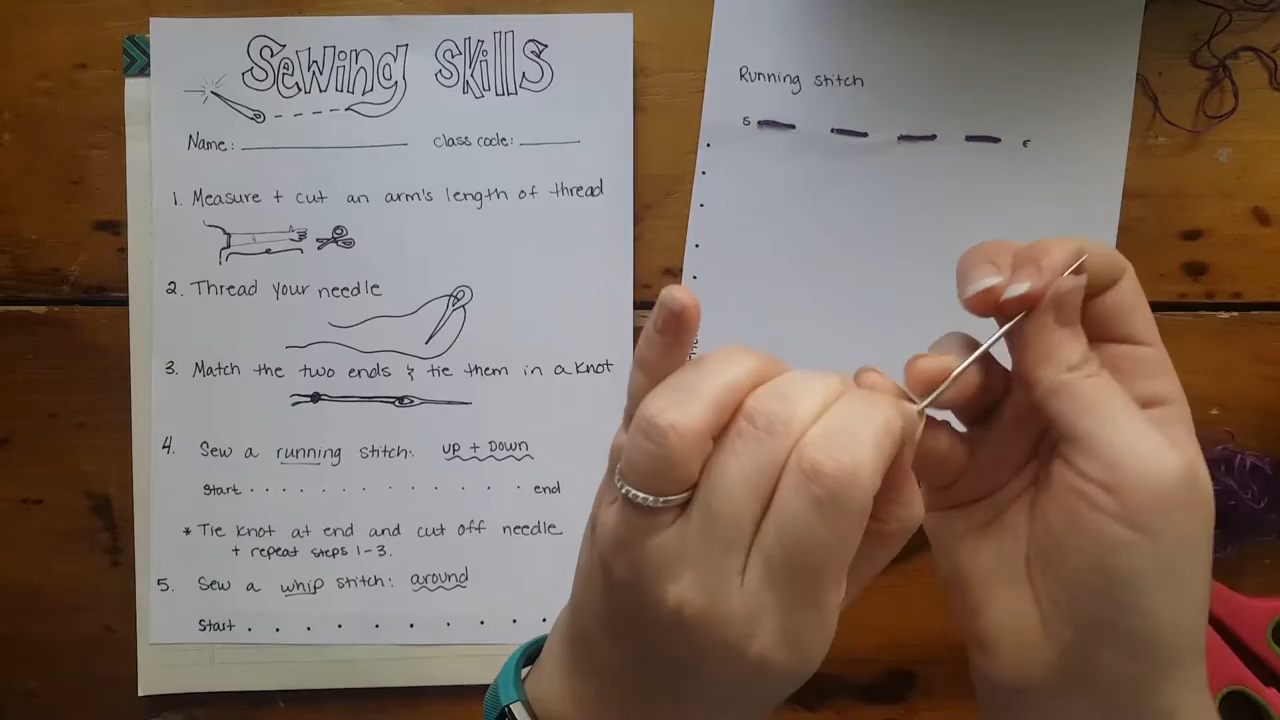 Sewing Skills
Name: ____________ Class code: ______
1. Measure + cut an arm's length of thread
2. Thread your needle
3. Match the two ends & tie them in a knot
4. Sew a running stitch: up + Down
Start . . . . . . . . . . . . . end
* Tie knot at end and cut off needle
+ repeat steps 1-3.
5. Sew a whip stitch: around
Start . . . . . . . . .
Running stitch
S
E